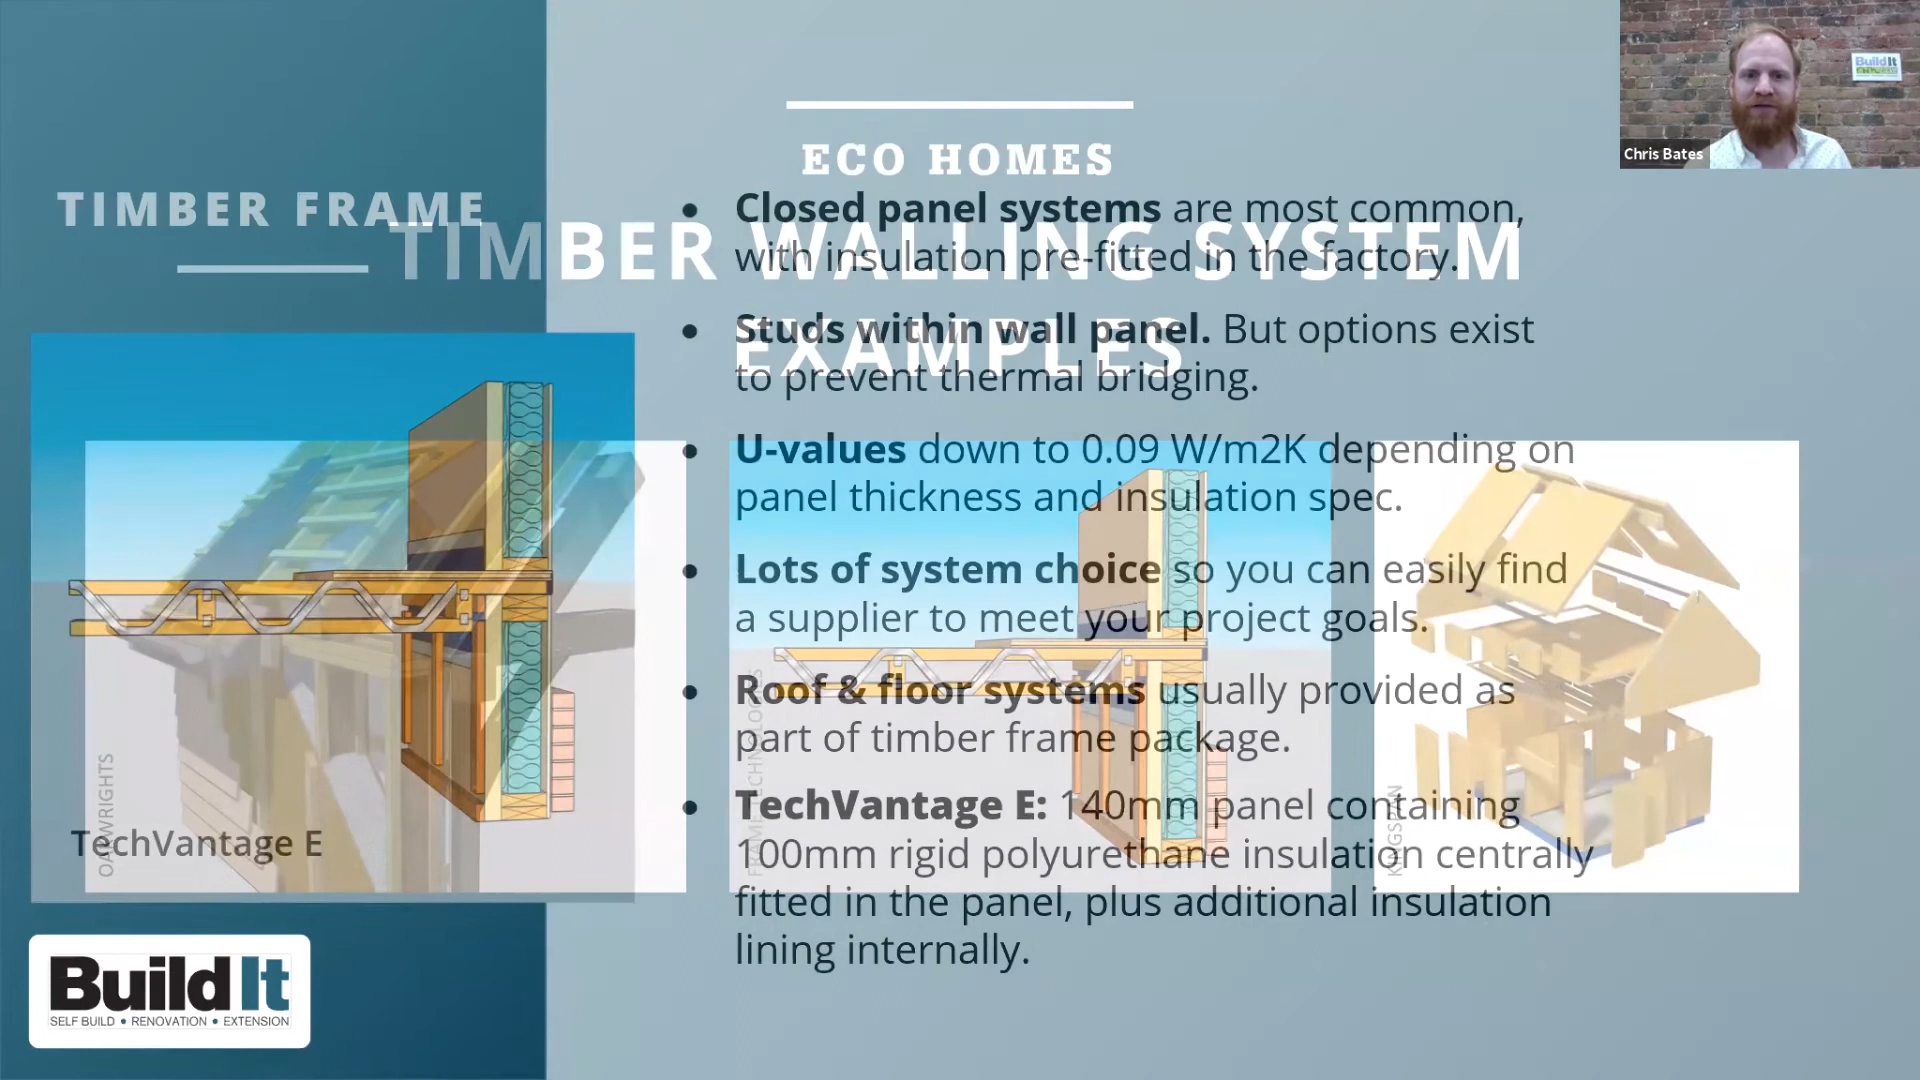 ECO HOMES
TIMBER WALLING SYSTEM
EXAMPLES
TIMBER FRAME
Closed panel systems are most common,
with insulation pre-fitted in the factory.
Studs within wall panel. But options exist
to prevent thermal bridging.
U-values down to 0.09 W/m2K depending on
panel thickness and insulation spec.
Lots of system choice so you can easily find
a supplier to meet your project goals.
Roof & floor systems usually provided as
part of timber frame package.
TechVantage E: 140mm panel containing
100mm rigid polyurethane insulation centrally
fitted in the panel, plus additional insulation
lining internally.
TechVantage E
OAKWRIGHTS
FRAME TECHNOLOGIES
KINGSPAN
BuildIt
SELF BUILD • RENOVATION • EXTENSION
Chris Bates
BuildIt